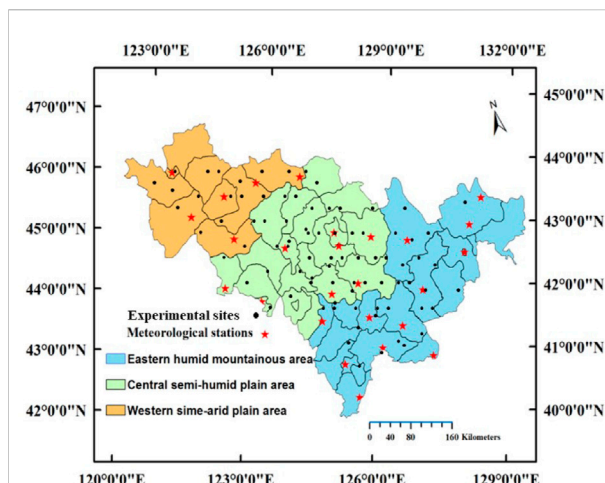 123°0'0"E 126°0'0"E 129°0'0"E 132°0'0"E
47°0'0"N
45°0'0"N
N
46°0'0"N
44°0'0"N
45°0'0"N
43°0'0"N
44°0'0"N
42°0'0"N
Experimental sites
Meteorological stations
43°0'0"N
41°0'0"N
Eastern humid mountainous area
Central semi-humid plain area
Western sime-arid plain area
42°0'0"N
40°0'0"N
0 40 80 160 Kilometers
120°0'0"E 123°0'0"E 126°0'0"E 129°0'0"E